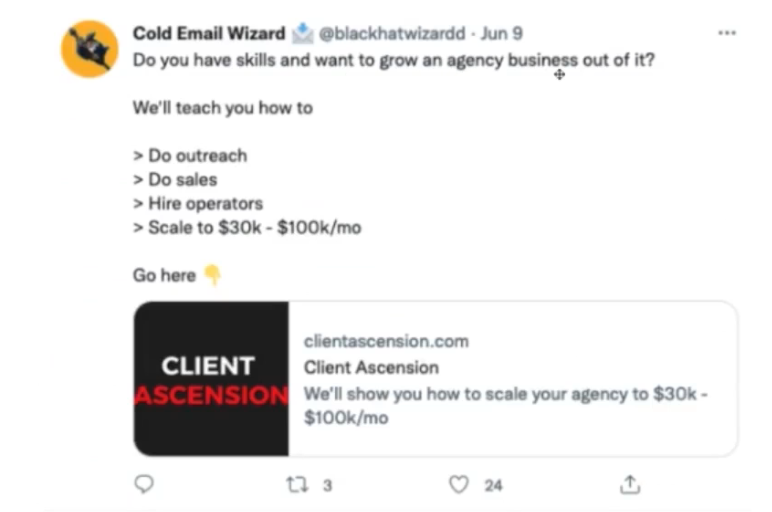 Cold Email Wizard 📩 @blackhatwizardd · Jun 9
Do you have skills and want to grow an agency business out of it?
We'll teach you how to
> Do outreach
> Do sales
> Hire operators
> Scale to $30k - $100k/mo
Go here 👇
CLIENT
ASCENSION
clientascension.com
Client Ascension
We'll show you how to scale your agency to $30k -
$100k/mo
3
24